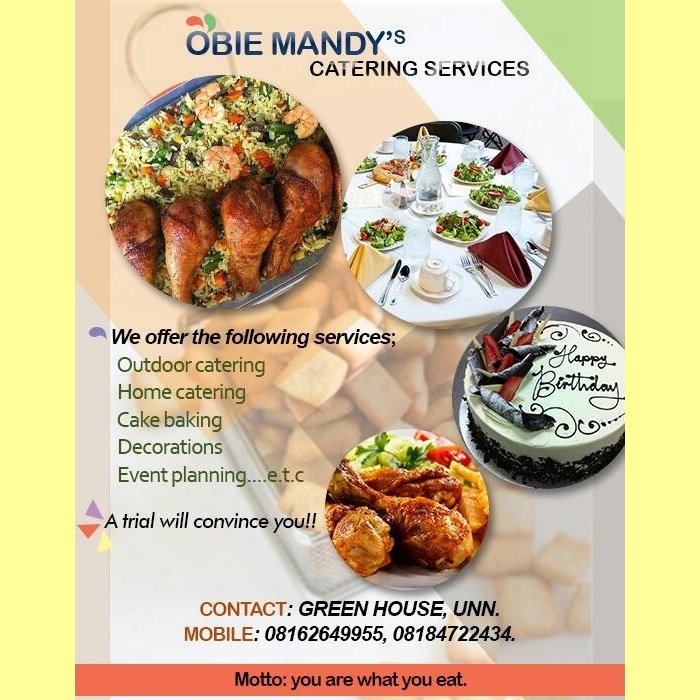 OBIE MANDY'S
CATERING SERVICES
We offer the following services;
Outdoor catering
Home catering
Cake baking
Decorations
Event planning....e.t.c
Happy
Birthday
A trial will convince you!!
CONTACT: GREEN HOUSE, UNN.
MOBILE: 08162649955, 08184722434.
Motto: you are what you eat.